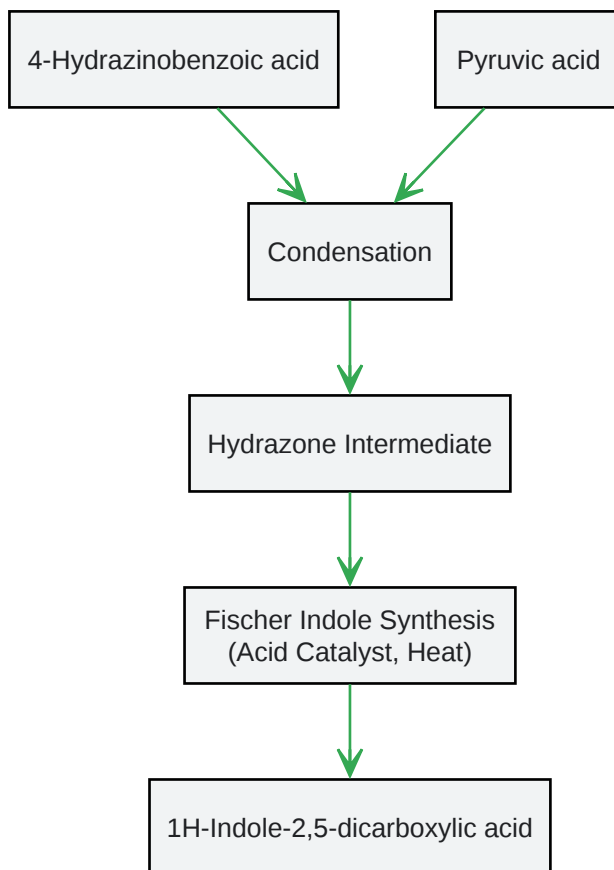 4-Hydrazinobenzoic acid
Pyruvic acid
Condensation
Hydrazone Intermediate
Fischer Indole Synthesis
(Acid Catalyst, Heat)
1H-Indole-2,5-dicarboxylic acid